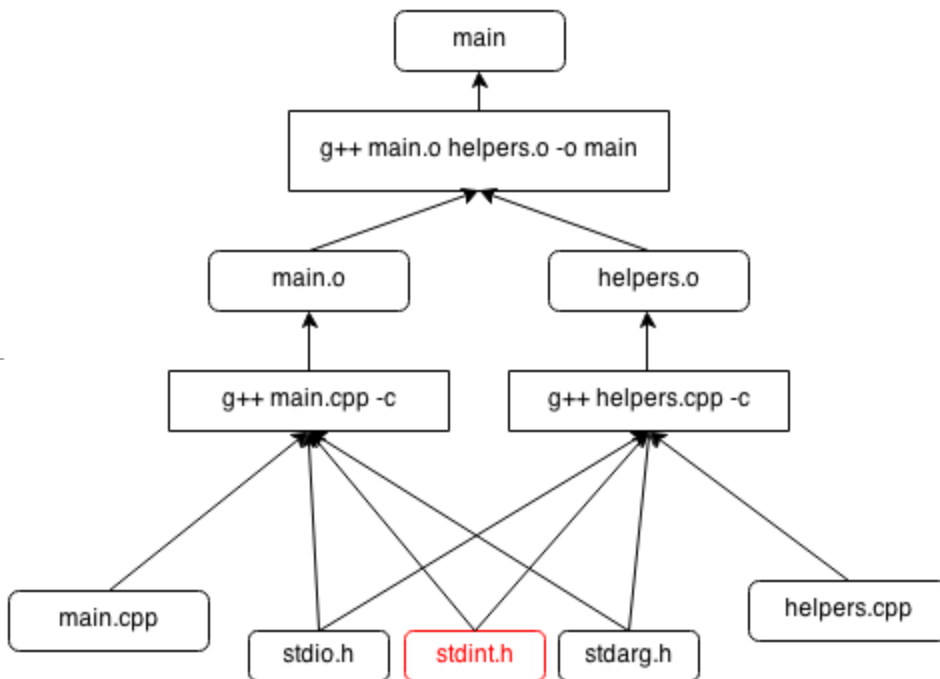 main
g++ main.o helpers.o -o main
main.o
helpers.o
g++ main.cpp -c
g++ helpers.cpp -c
main.cpp
helpers.cpp
stdio.h
stdint.h
stdarg.h